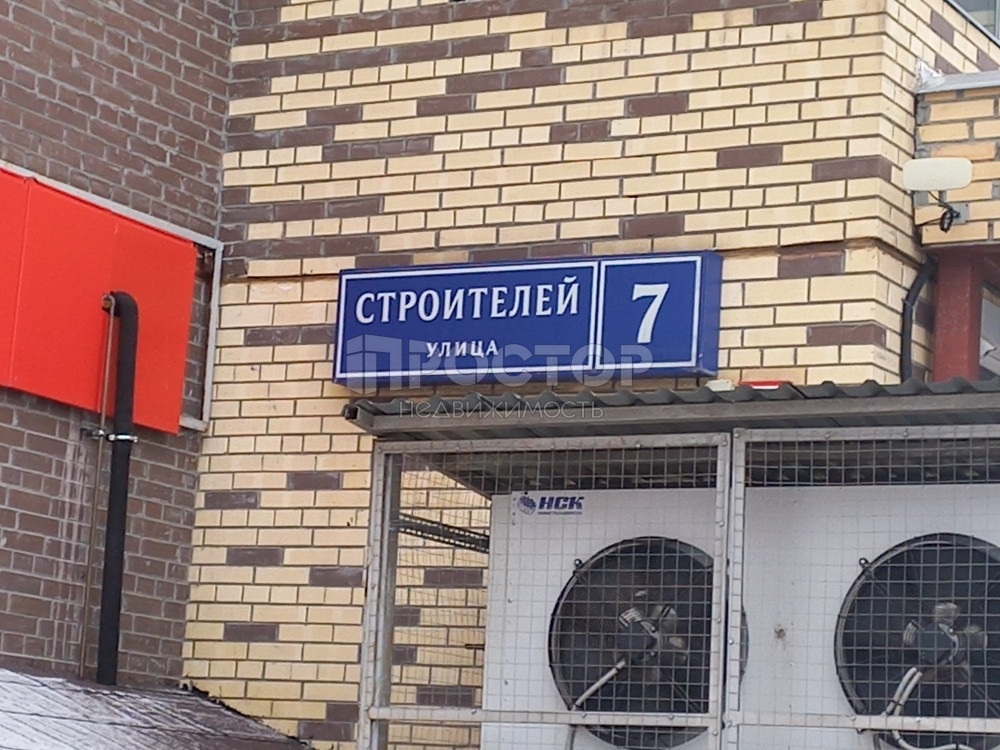 СТРОИТЕЛЕЙ
УЛИЦА
7
ПРОСТОР
НЕДВИЖИМОСТЬ
НСК